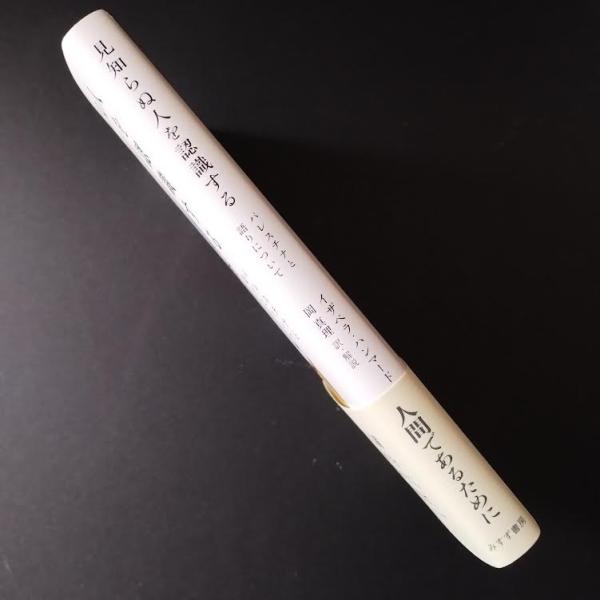 見知らぬ人を認識する
パレスチナと
語りについて
イザベラ・ハンマード
岡真理 訳・解説
人間であるために
みすず書房